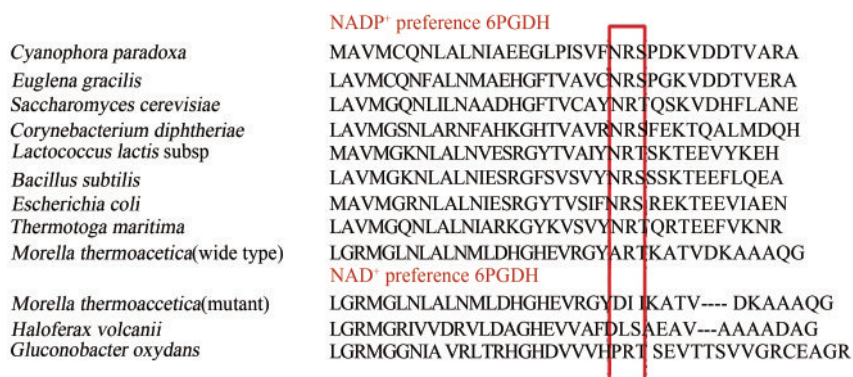 NADP⁺ preference 6PGDH
Cyanophora paradoxa MAVMCQNLALNIAEEGLPISVFNRSPDKVDDTVARA
Euglena gracilis LAVMCQNFALNMAEHGFTVAVCNRSPGKVDDTVERA
Saccharomyces cerevisiae LAVMGQNLILNAADHGFTVCAYNRTQSKVDHFLANE
Corynebacterium diphtheriae LAVMGSNLARNFAHKGHTVAVRNRSFEKTQALMDQH
Lactococcus lactis subsp MAVMGKNLALNVESRGYTVAIYNRTSKTEEVYKEH
Bacillus subtilis LAVMGKNLALNIESRGFSVSVYNRSSSKTEEFLQEA
Escherichia coli MAVMGRNLALNIESRGYTVSIFNRSREKTEEVIAEN
Thermotoga maritima LAVMGQNLALNIARKGYKVSVYNRTQRTEEFVKNR
Morella thermoacetica(wide type) LGRMGLNLALNMLDHGHEVRGYARTKATVDKAAAQG
NAD⁺ preference 6PGDH
Morella thermoaccetica(mutant) LGRMGLNLALNMLDHGHEVRGYDI IKATV---- DKAAAQG
Haloferax volcanii LGRMGRIVVDRVLDAGHEVVAFDLSAEAV---AAAADAG
Gluconobacter oxydans LGRMGGNIA VRLTRHGHDVVVHPRT SEVTTSVVGRCEAGR